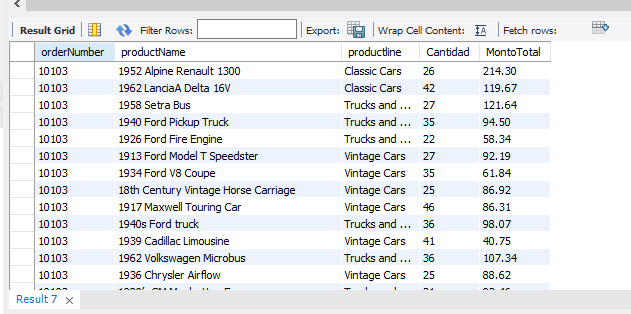 Result Grid Filter Rows: Export: Wrap Cell Content: IA Fetch rows:
orderNumber productName productline Cantidad MontoTotal
10103 1952 Alpine Renault 1300 Classic Cars 26 214.30
10103 1962 LanciaA Delta 16V Classic Cars 42 119.67
10103 1958 Setra Bus Trucks and ... 27 121.64
10103 1940 Ford Pickup Truck Trucks and ... 35 94.50
10103 1926 Ford Fire Engine Trucks and ... 22 58.34
10103 1913 Ford Model T Speedster Vintage Cars 27 92.19
10103 1934 Ford V8 Coupe Vintage Cars 35 61.84
10103 18th Century Vintage Horse Carriage Vintage Cars 25 86.92
10103 1917 Maxwell Touring Car Vintage Cars 46 86.31
10103 1940s Ford truck Trucks and ... 36 98.07
10103 1939 Cadillac Limousine Vintage Cars 41 40.75
10103 1962 Volkswagen Microbus Trucks and ... 36 107.34
10103 1936 Chrysler Airflow Vintage Cars 25 88.62
Result 7